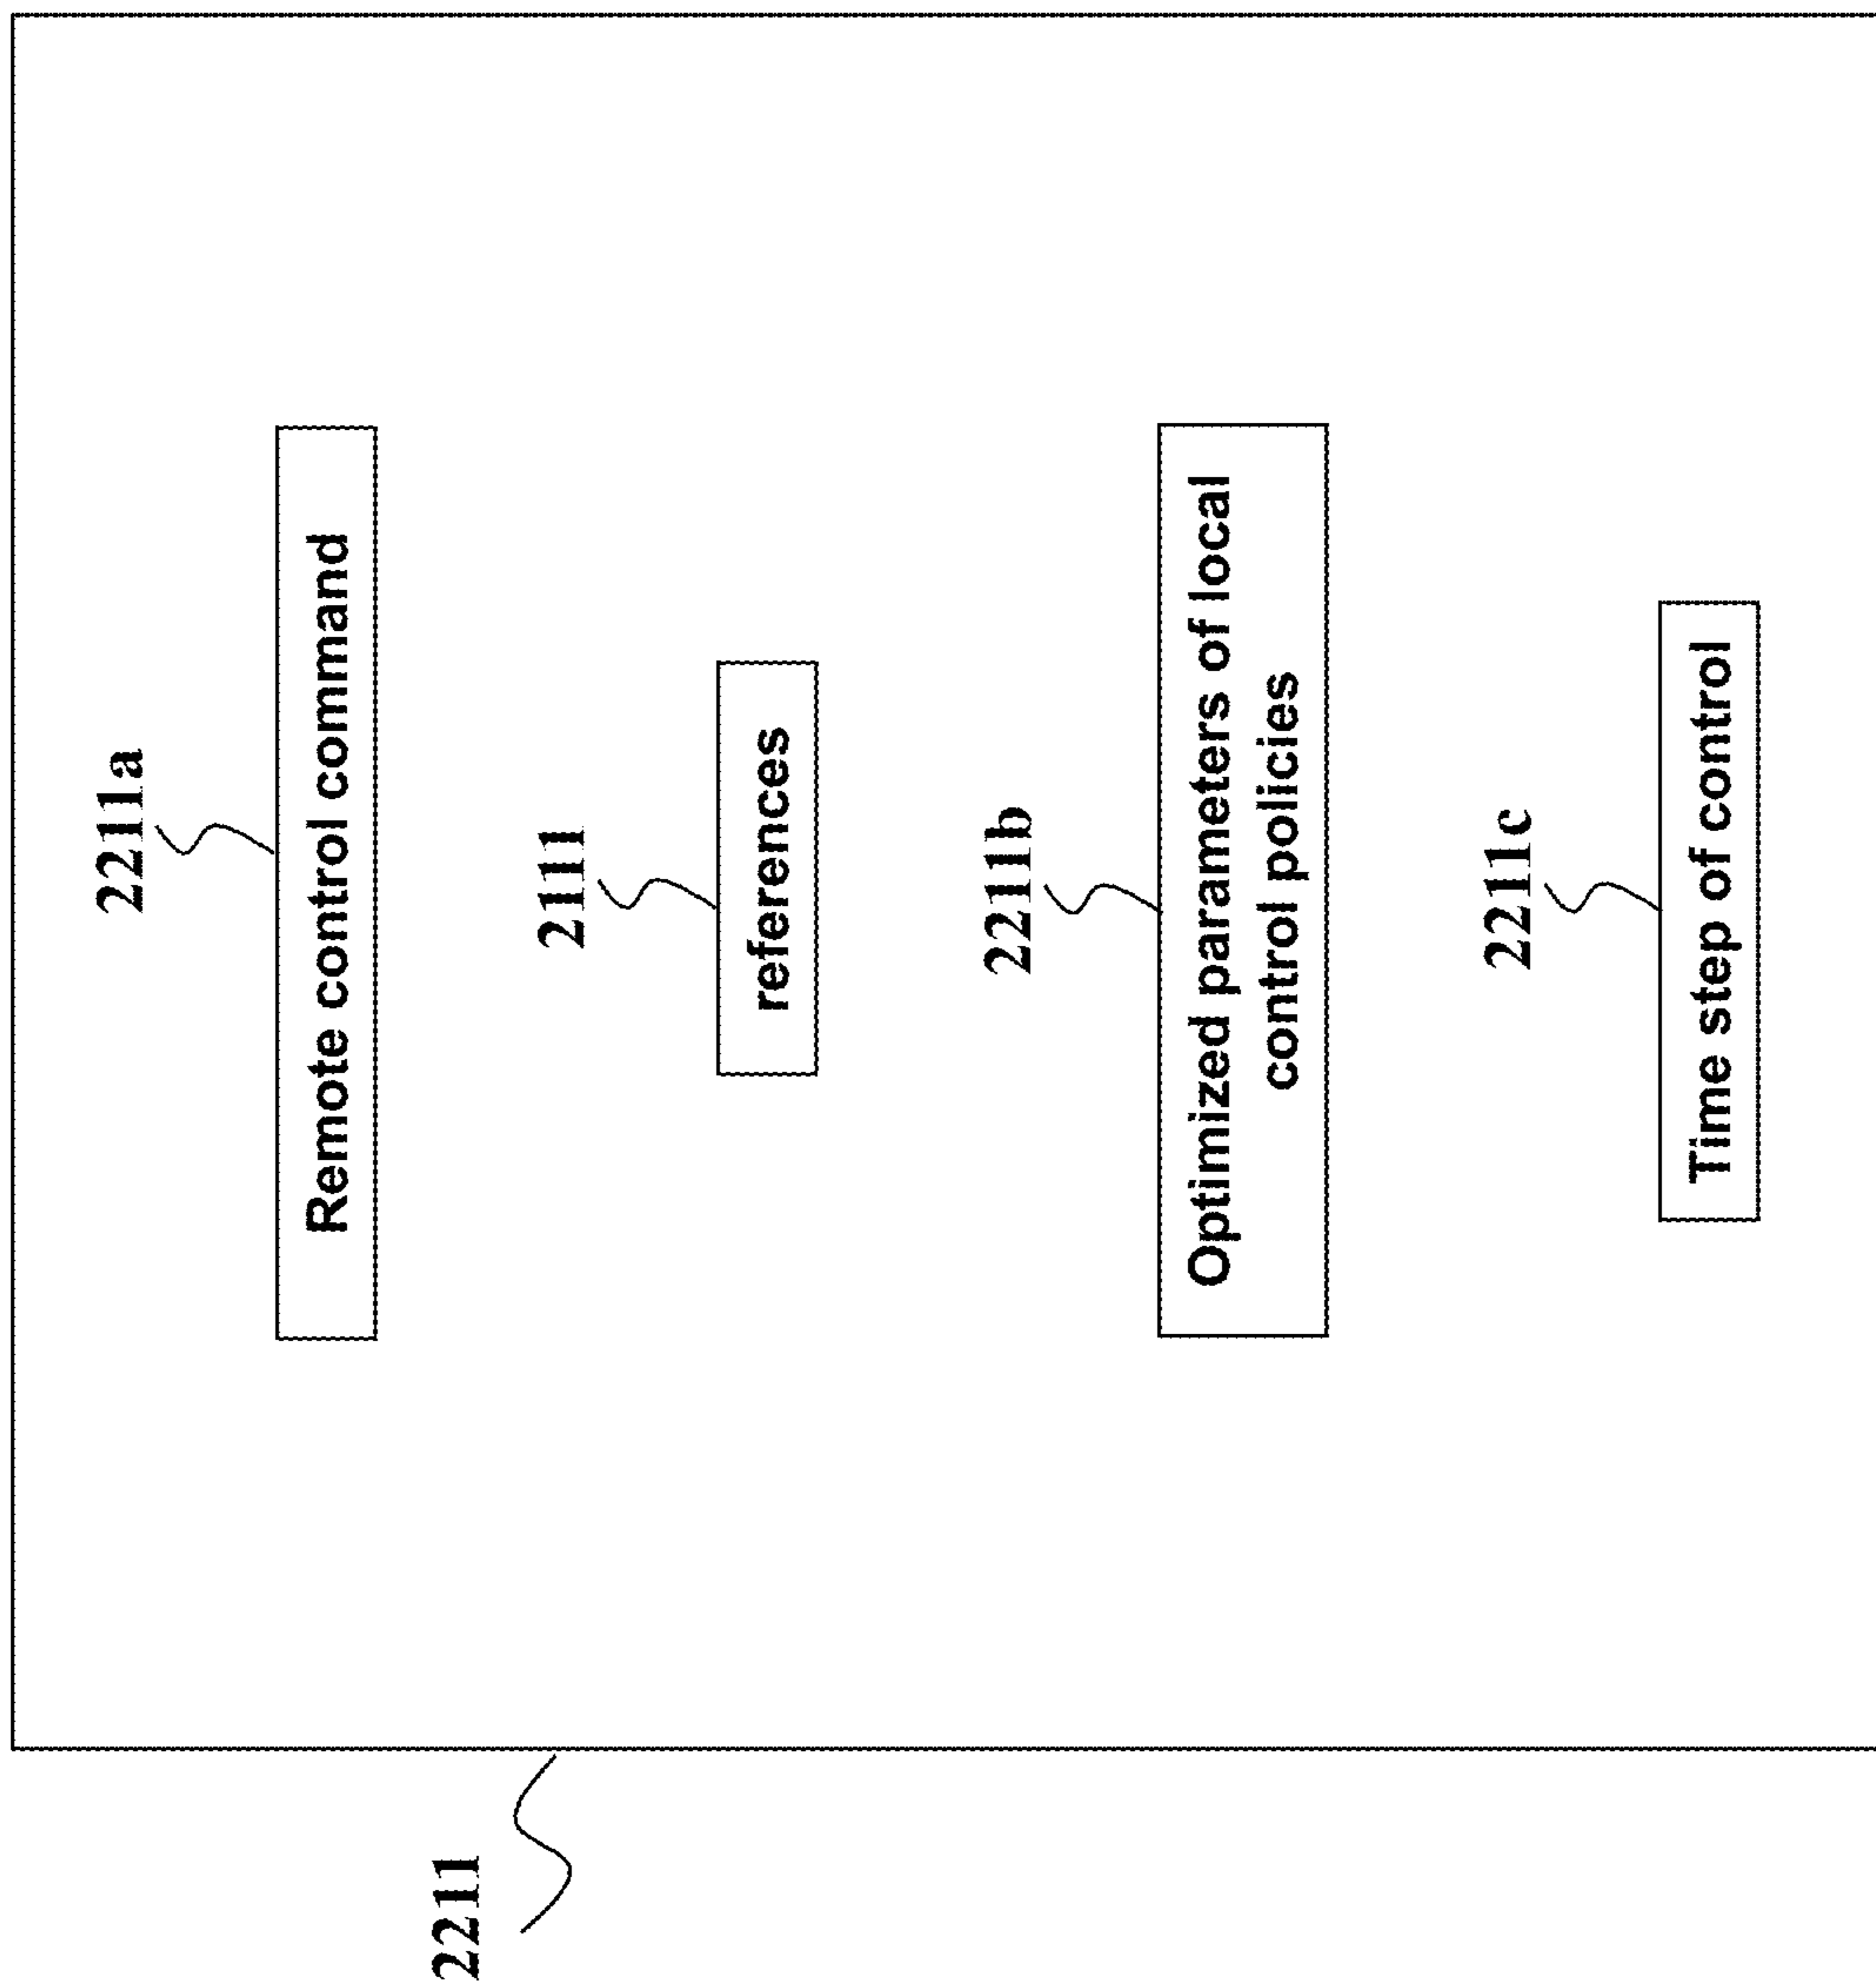 2211
2211a
Remote control command
2111
references
2211b
Optimized parameters of local
control policies
2211c
Time step of control